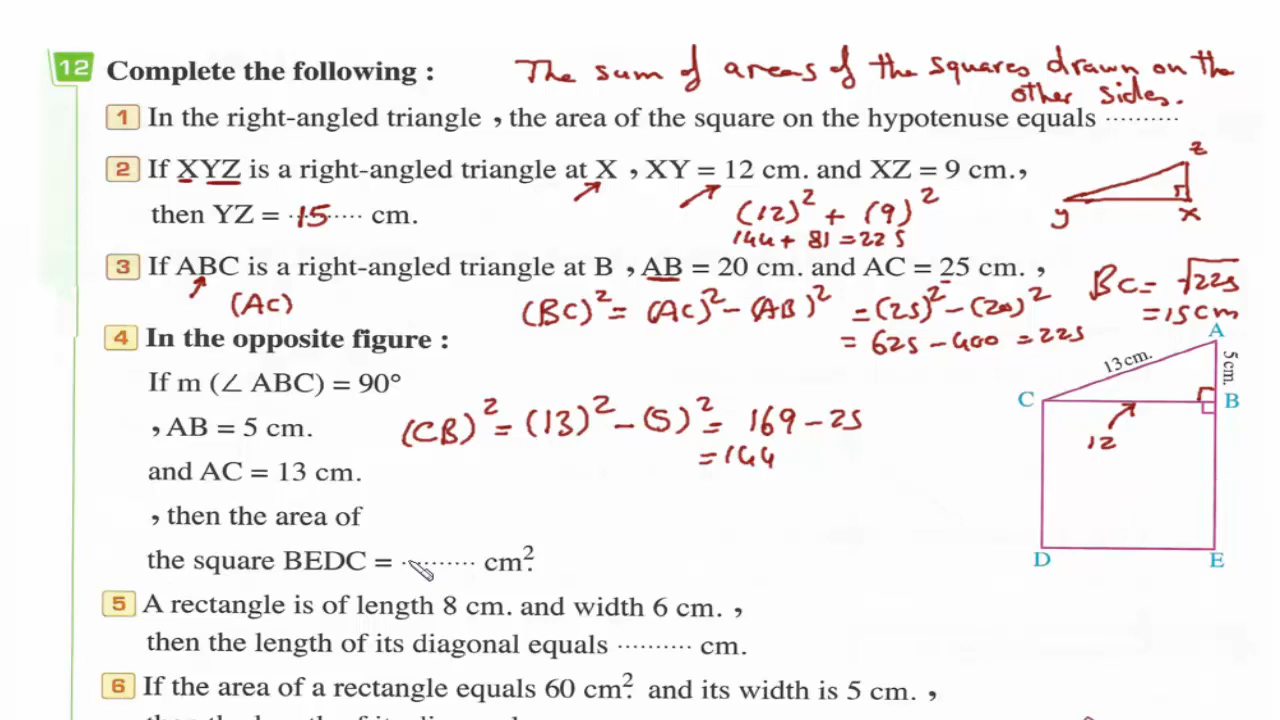 12 Complete the following :
The sum of areas of the squares drawn on the
other sides.
1 In the right-angled triangle , the area of the square on the hypotenuse equals ..........
2 If XYZ is a right-angled triangle at X , XY = 12 cm. and XZ = 9 cm. ,
then YZ = ..15..... cm.
(12)² + (9)²
144 + 81 = 225
Z
y
x
3 If ABC is a right-angled triangle at B , AB = 20 cm. and AC = 25 cm. ,
(AC)
(BC)² = (AC)² - (AB)² = (25)² - (20)²
= 625 - 400 = 225
BC = √225
= 15 cm
4 In the opposite figure :
If m (∠ ABC) = 90°
, AB = 5 cm.
and AC = 13 cm.
, then the area of
the square BEDC = .......... cm².
(CB)² = (13)² - (5)² = 169 - 25
= 144
A
13 cm.
5 cm.
C
B
12
D
E
5 A rectangle is of length 8 cm. and width 6 cm. ,
then the length of its diagonal equals .......... cm.
6 If the area of a rectangle equals 60 cm². and its width is 5 cm. ,